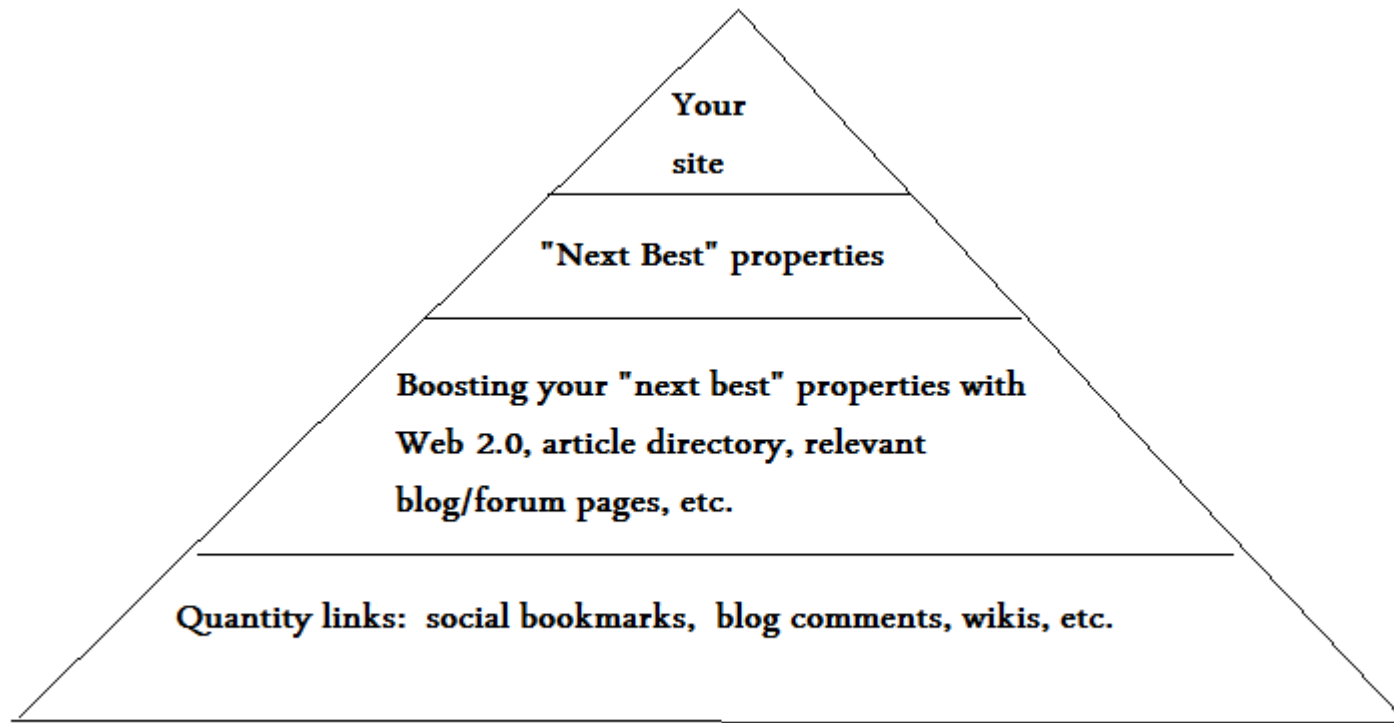 Your
site
"Next Best" properties
Boosting your "next best" properties with
Web 2.0, article directory, relevant
blog/forum pages, etc.
Quantity links:  social bookmarks,  blog comments, wikis, etc.